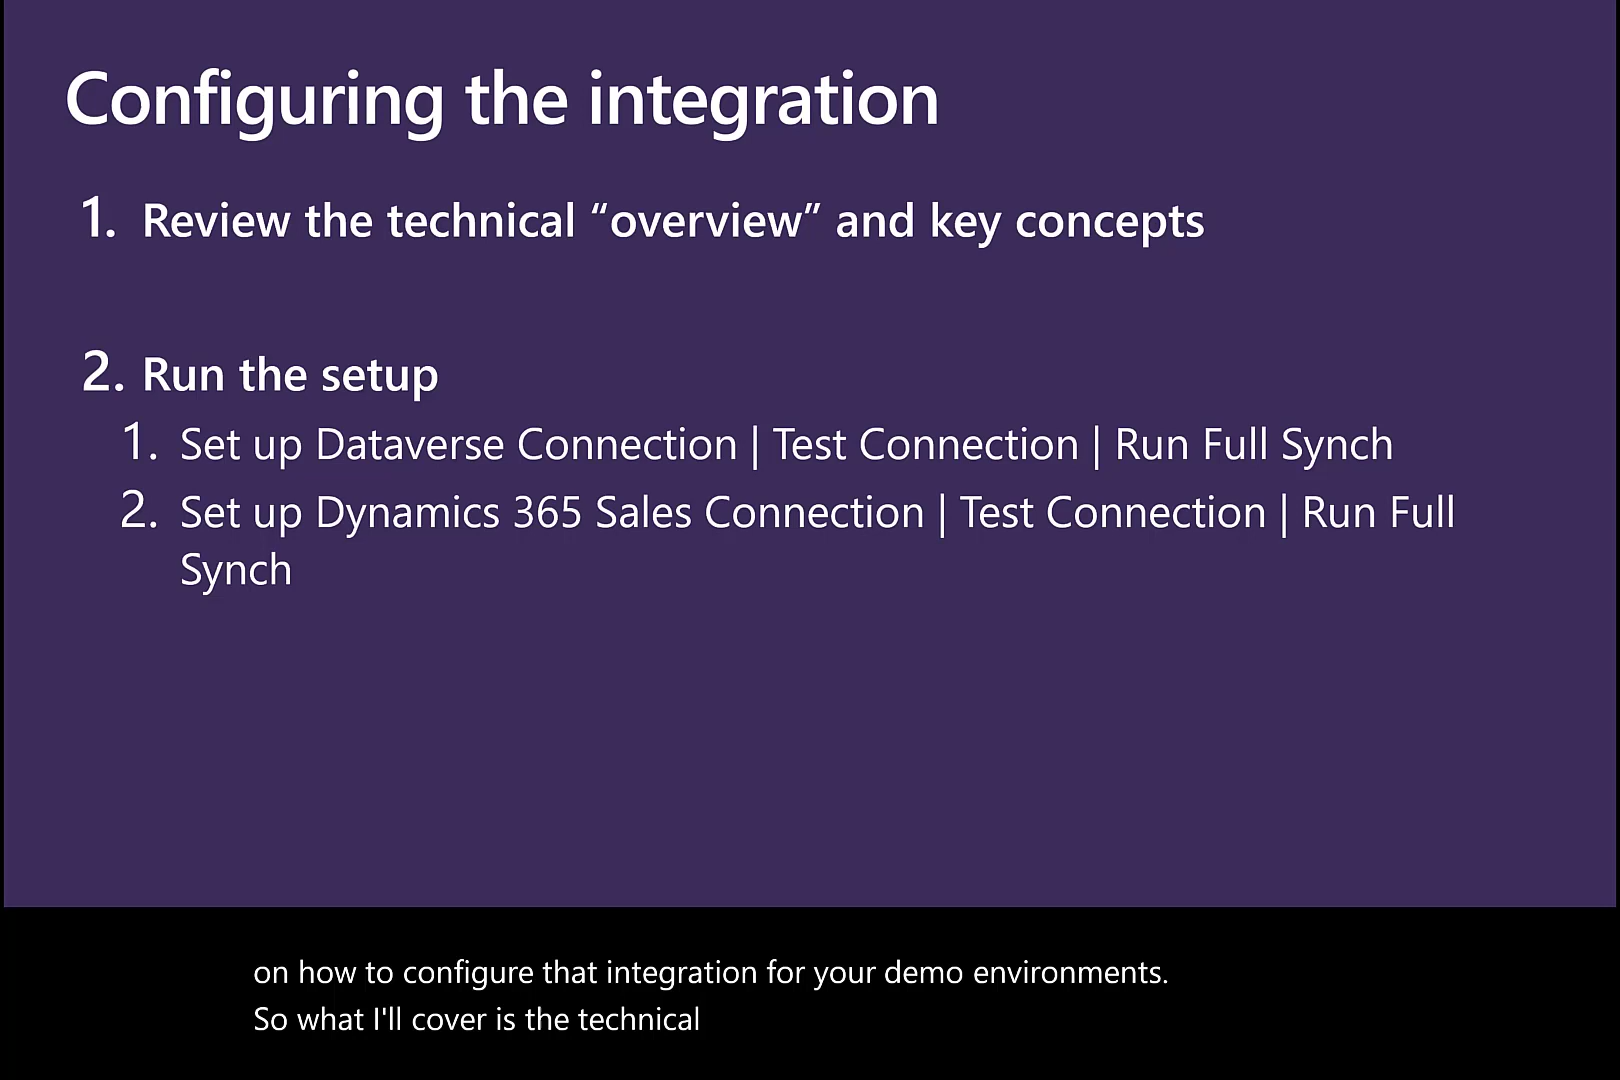 Configuring the integration
1. Review the technical “overview” and key concepts
2. Run the setup
1. Set up Dataverse Connection | Test Connection | Run Full Synch
2. Set up Dynamics 365 Sales Connection | Test Connection | Run Full
Synch
on how to configure that integration for your demo environments.
So what I'll cover is the technical